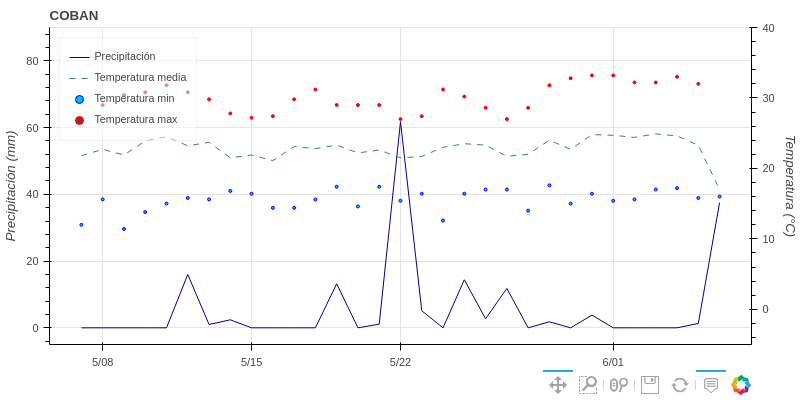 COBAN
Precipitación
Temperatura media
Temperatura min
Temperatura max
Precipitación (mm)
80
60
40
20
0
Temperatura (°C)
40
30
20
10
0
5/08
5/15
5/22
6/01